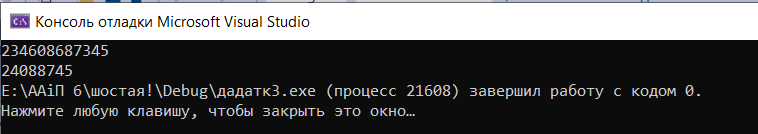 Консоль отладки Microsoft Visual Studio
234608687345
24088745
E:\ААиП 6\шостая!\Debug\дадатк3.exe (процесс 21608) завершил работу с кодом 0.
Нажмите любую клавишу, чтобы закрыть это окно…